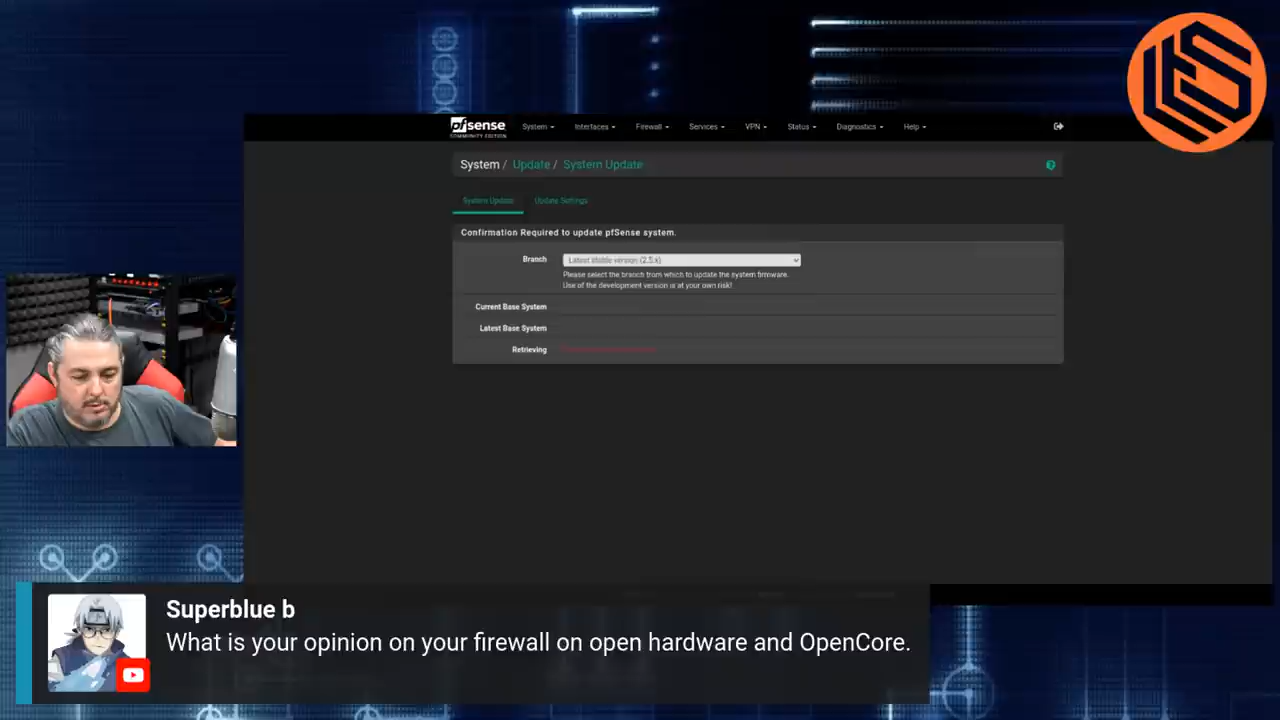 pfsense
COMMUNITY EDITION
System
Interfaces
Firewall
Services
VPN
Status
Diagnostics
Help
System / Update / System Update
System Update
Update Settings
Confirmation Required to update pfSense system.
Branch
Latest stable version (2.5.x)
Please select the branch from which to update the system firmware.
Use of the development version is at your own risk!
Current Base System
Latest Base System
Retrieving
Superblue b
What is your opinion on your firewall on open hardware and OpenCore.